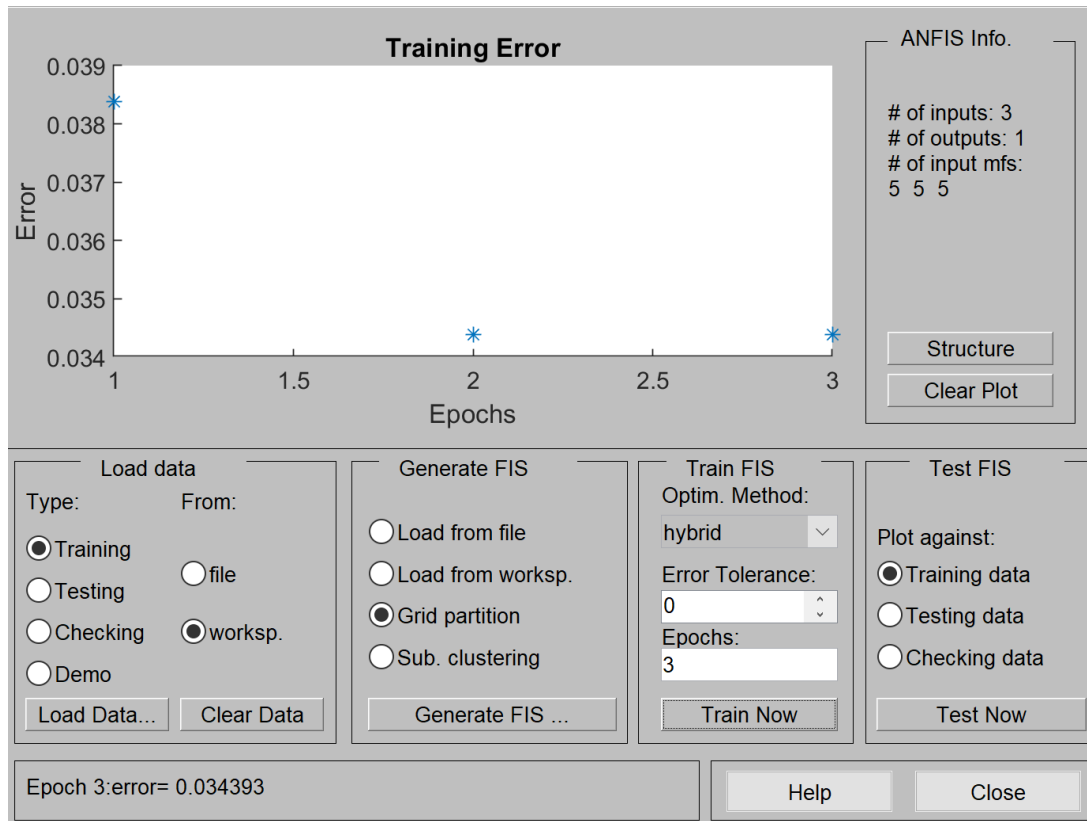 Training Error
0.039
0.038
0.037
0.036
0.035
0.034
Error
1
1.5
2
2.5
3
Epochs
ANFIS Info.
# of inputs: 3
# of outputs: 1
# of input mfs:
5 5 5
Structure
Clear Plot
Load data
Type:
From:
Training
Testing
Checking
Demo
file
worksp.
Load Data...
Clear Data
Generate FIS
Load from file
Load from worksp.
Grid partition
Sub. clustering
Generate FIS ...
Train FIS
Optim. Method:
hybrid
Error Tolerance:
0
Epochs:
3
Train Now
Test FIS
Plot against:
Training data
Testing data
Checking data
Test Now
Epoch 3:error= 0.034393
Help
Close